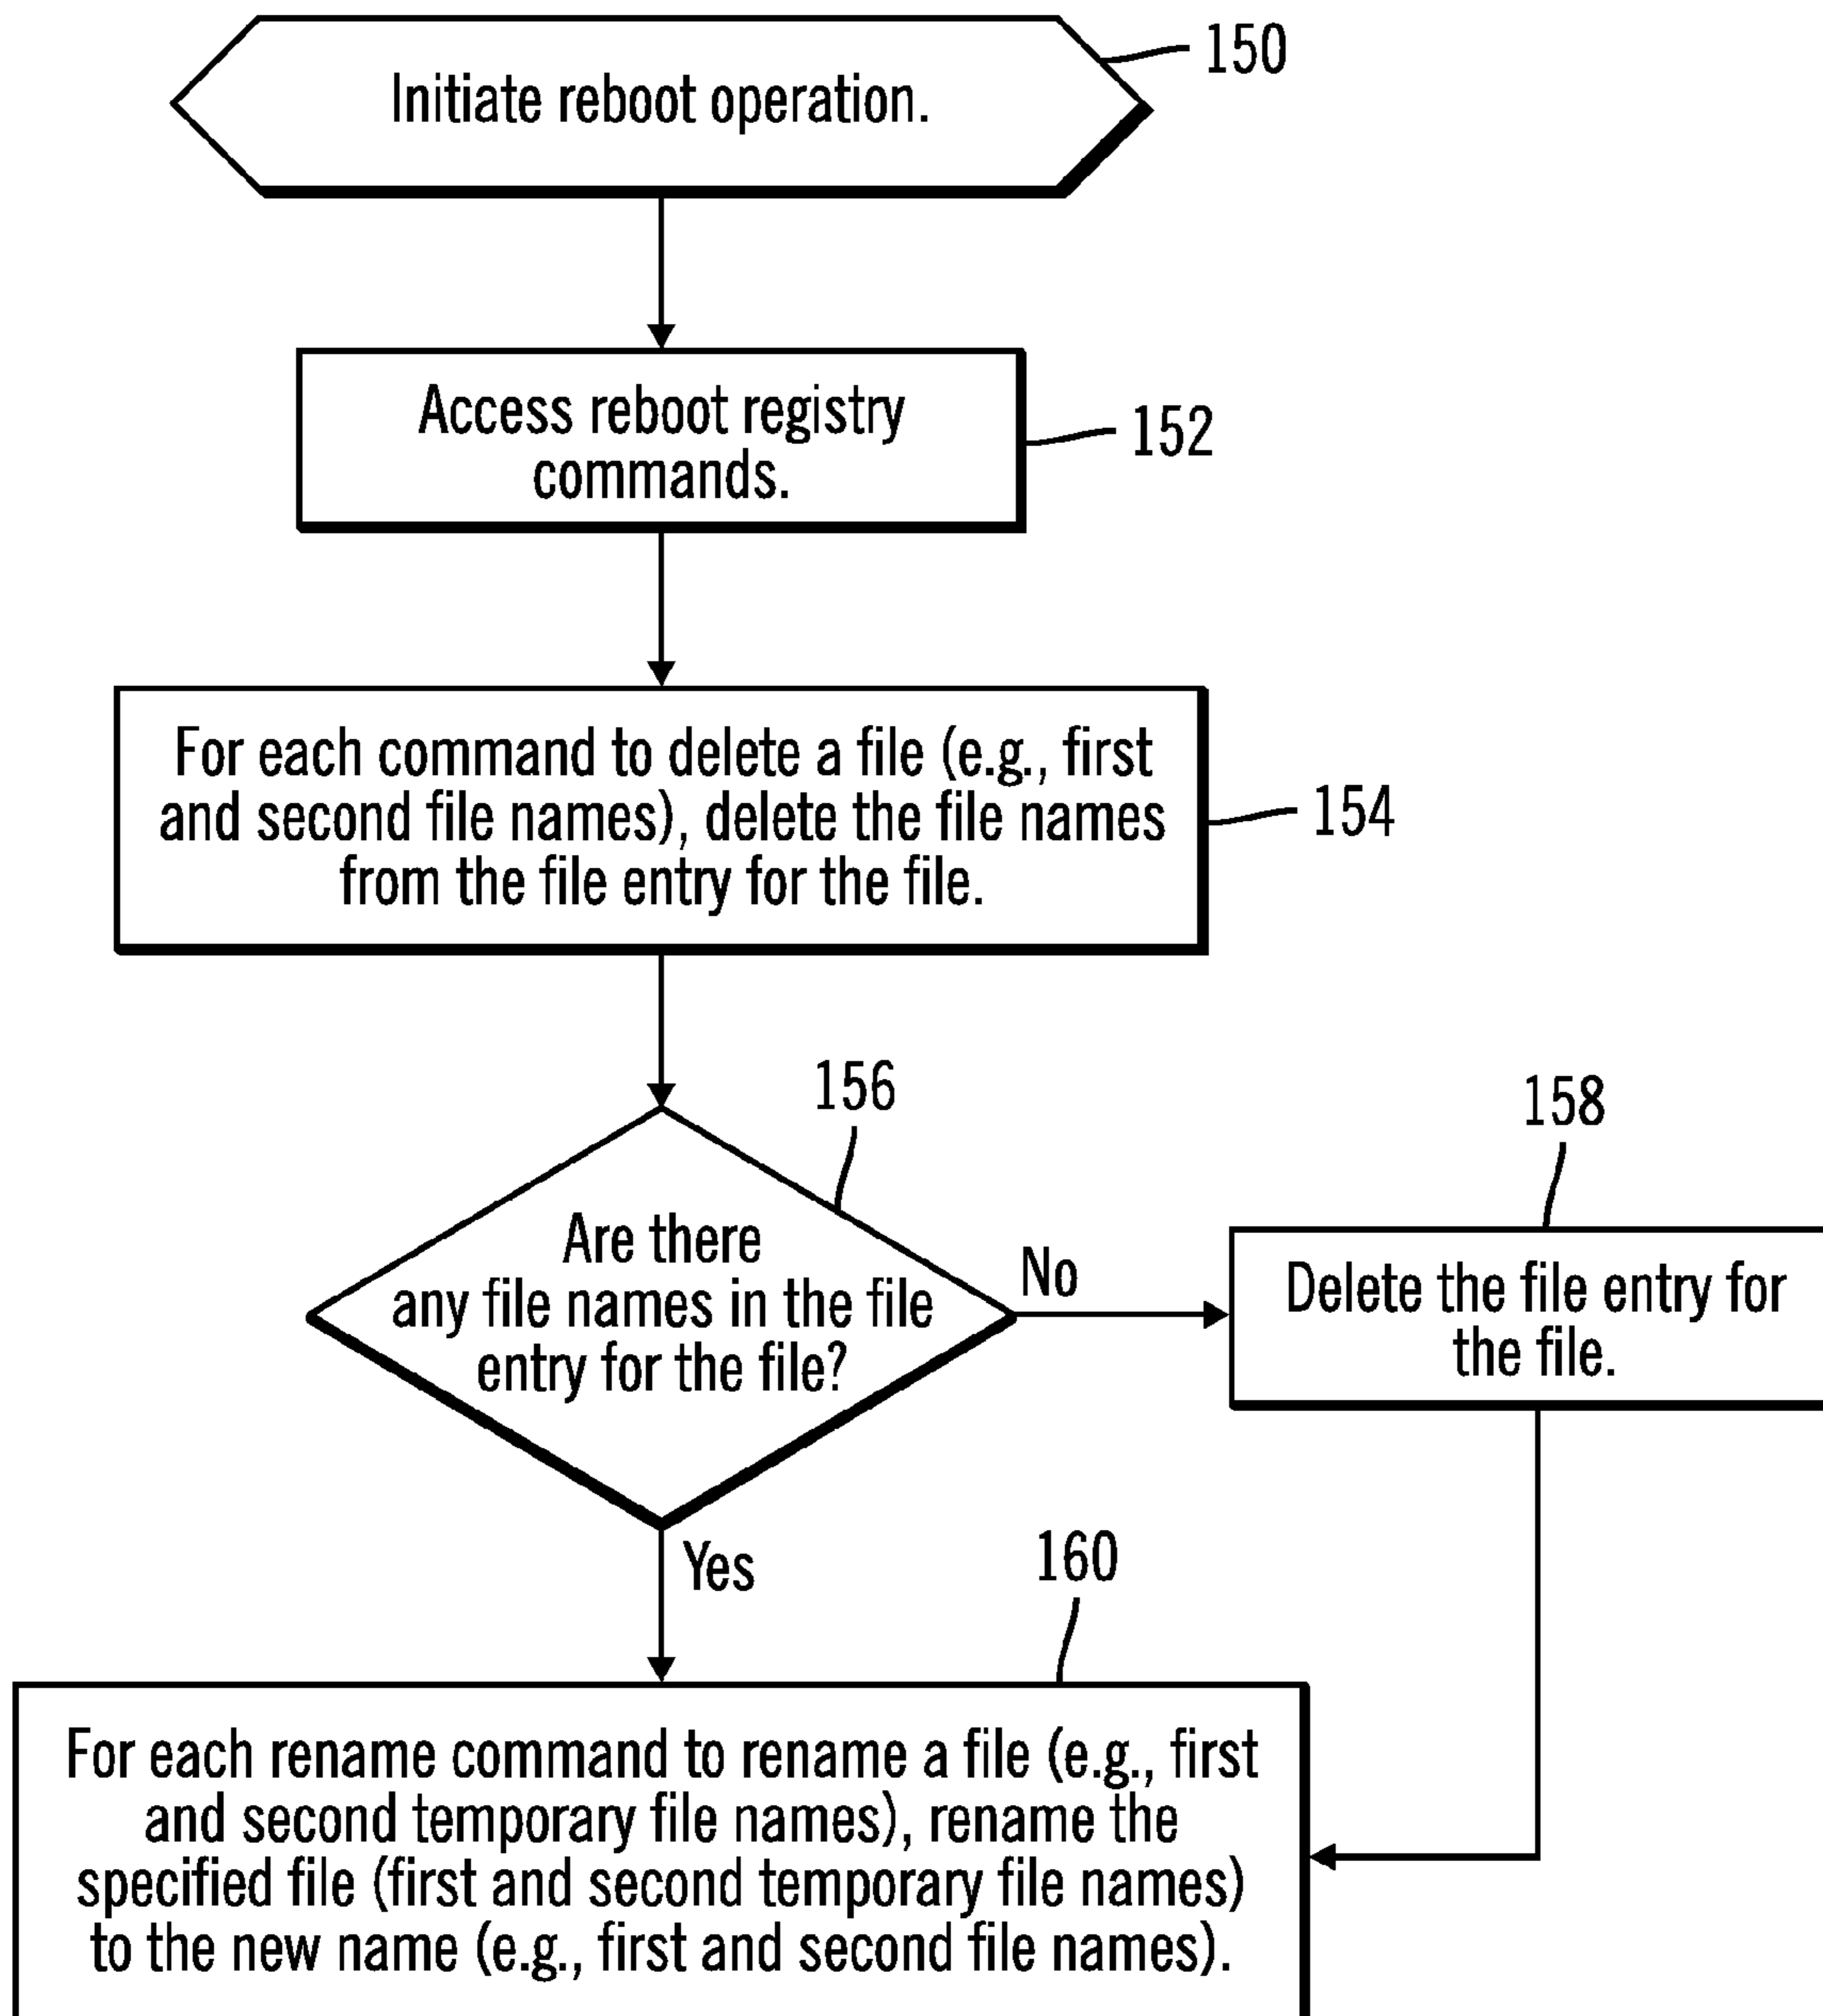 Initiate reboot operation.
150
Access reboot registry
commands.
152
For each command to delete a file (e.g., first
and second file names), delete the file names
from the file entry for the file.
154
156
Are there
any file names in the file
entry for the file?
No
158
Delete the file entry for
the file.
Yes
160
For each rename command to rename a file (e.g., first
and second temporary file names), rename the
specified file (first and second temporary file names)
to the new name (e.g., first and second file names).